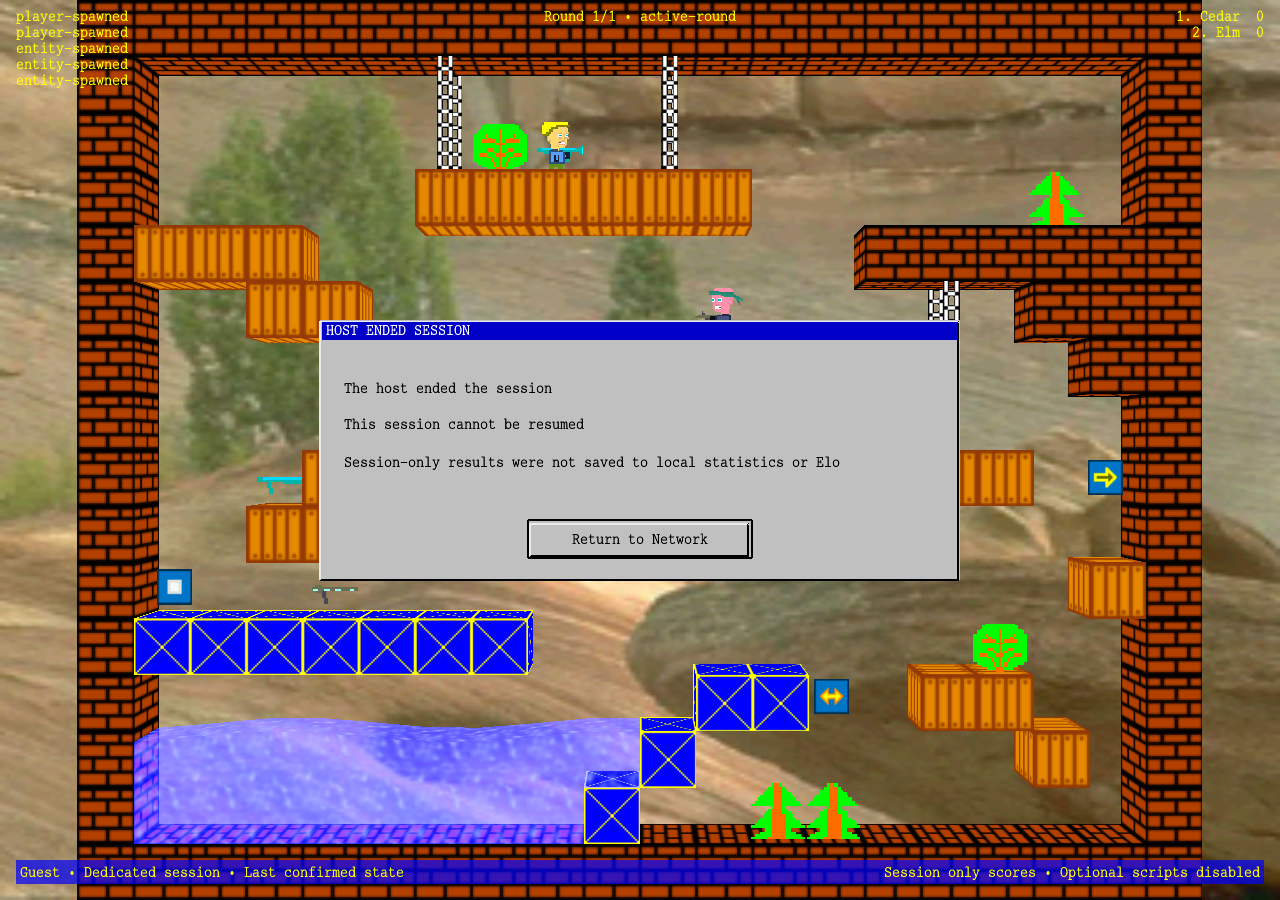 player-spawned
player-spawned
entity-spawned
entity-spawned
entity-spawned
Round 1/1 • active-round
1. Cedar 0
2. Elm 0
HOST ENDED SESSION
The host ended the session
This session cannot be resumed
Session-only results were not saved to local statistics or Elo
Return to Network
Guest • Dedicated session • Last confirmed state
Session only scores • Optional scripts disabled